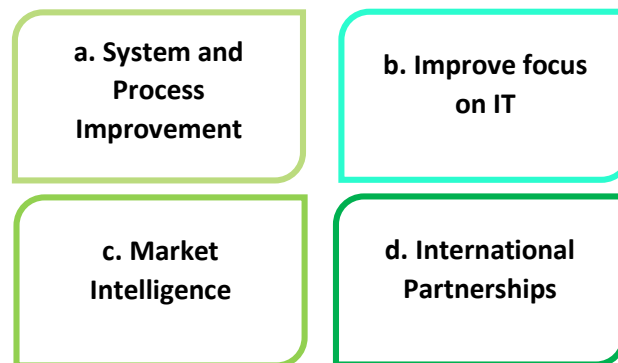 a. System and
Process
Improvement
b. Improve focus
on IT
c. Market
Intelligence
d. International
Partnerships